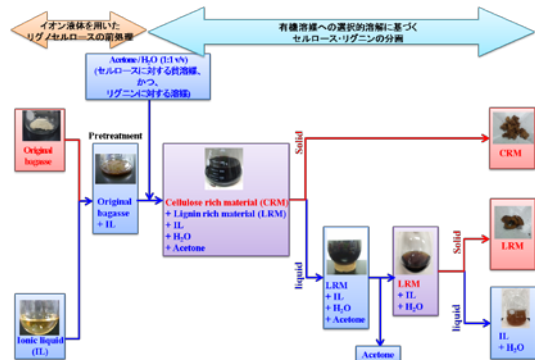 イオン液体を用いた
リグノセルロースの前処理
有機溶媒への選択的溶解に基づく
セルロース・リグニンの分画
Acetone/H₂O (1:1 v/v)
(セルロースに対する貧溶媒、
かつ、
リグニンに対する溶媒)
Original
bagasse
Pretreatment
Original
bagasse
+ IL
Ionic liquid
(IL)
Cellulose rich material (CRM)
+ Lignin rich material (LRM)
+ IL
+ H₂O
+ Acetone
Solid
CRM
liquid
LRM
+ IL
+ H₂O
+ Acetone
Acetone
LRM
+ IL
+ H₂O
Solid
LRM
liquid
IL
+ H₂O